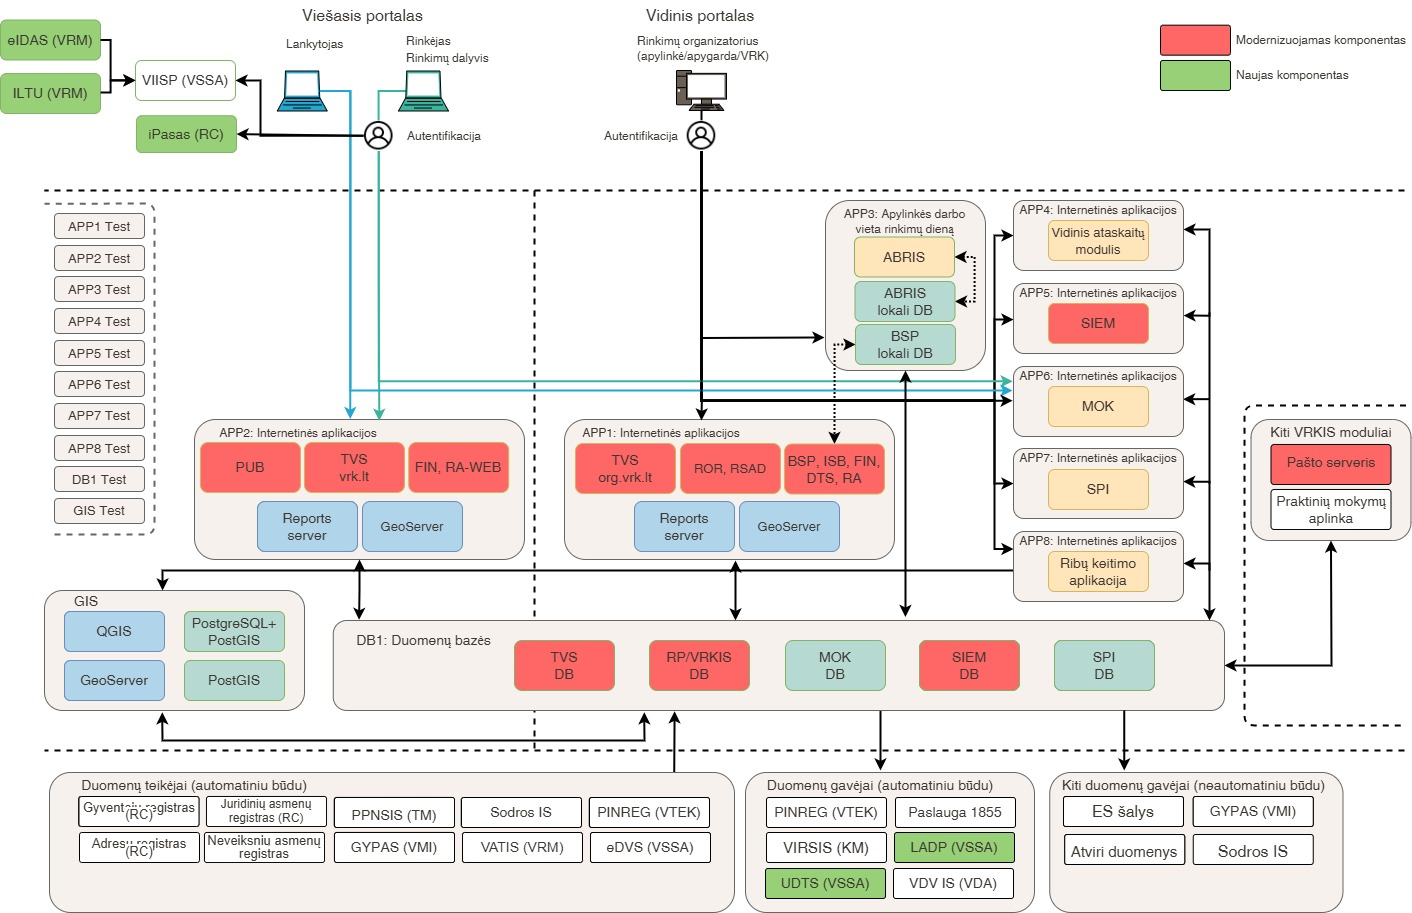 Viešasis portalas
Vidinis portalas
eIDAS (VRM)
ILTU (VRM)
VIISP (VSSA)
iPasas (RC)
Lankytojas
Rinkėjas
Rinkimų dalyvis
Autentifikacija
Rinkimų organizatorius
(apylinkė/apygarda/VRK)
Autentifikacija
Modernizuojamas komponentas
Naujas komponentas
APP1 Test
APP2 Test
APP3 Test
APP4 Test
APP5 Test
APP6 Test
APP7 Test
APP8 Test
DB1 Test
GIS Test
APP3: Apylinkės darbo
vieta rinkimų dieną
ABRIS
ABRIS
lokali DB
BSP
lokali DB
APP4: Internetinės aplikacijos
Vidinis ataskaitų
modulis
APP5: Internetinės aplikacijos
SIEM
APP6: Internetinės aplikacijos
MOK
APP7: Internetinės aplikacijos
SPI
APP8: Internetinės aplikacijos
Ribų keitimo
aplikacija
APP2: Internetinės aplikacijos
PUB
TVS
vrk.lt
FIN, RA-WEB
Reports
server
GeoServer
APP1: Internetinės aplikacijos
TVS
org.vrk.lt
ROR, RSAD
BSP, ISB, FIN,
DTS, RA
Reports
server
GeoServer
Kiti VRKIS moduliai
Pašto serveris
Praktinių mokymų
aplinka
GIS
QGIS
PostgreSQL+
PostGIS
GeoServer
PostGIS
DB1: Duomenų bazės
TVS
DB
RP/VRKIS
DB
MOK
DB
SIEM
DB
SPI
DB
Duomenų teikėjai (automatiniu būdu)
Gyventojų registras
(RC)
Juridinių asmenų
registras (RC)
PPNSIS (TM)
Sodros IS
PINREG (VTEK)
Adresų registras
(RC)
Neveiksnių asmenų
registras
GYPAS (VMI)
VATIS (VRM)
eDVS (VSSA)
Duomenų gavėjai (automatiniu būdu)
PINREG (VTEK)
Paslauga 1855
VIRSIS (KM)
LADP (VSSA)
UDTS (VSSA)
VDV IS (VDA)
Kiti duomenų gavėjai (neautomatiniu būdu)
ES šalys
GYPAS (VMI)
Atviri duomenys
Sodros IS